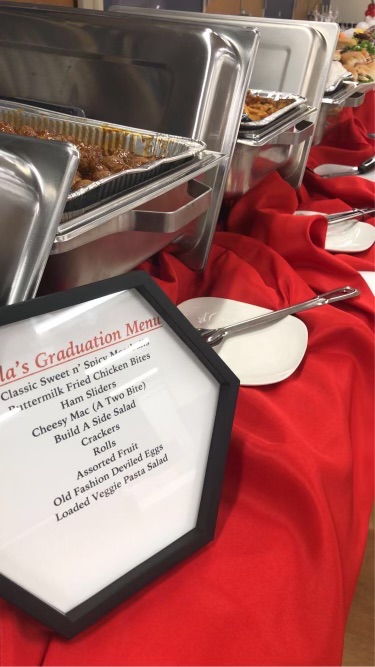 la's Graduation Menu
Classic Sweet n' Spicy
Buttermilk Fried Chicken Bites
Ham Sliders
Cheesy Mac (A Two Bite)
Build A Side Salad
Crackers
Rolls
Assorted Fruit
Old Fashion Deviled Eggs
Loaded Veggie Pasta Salad